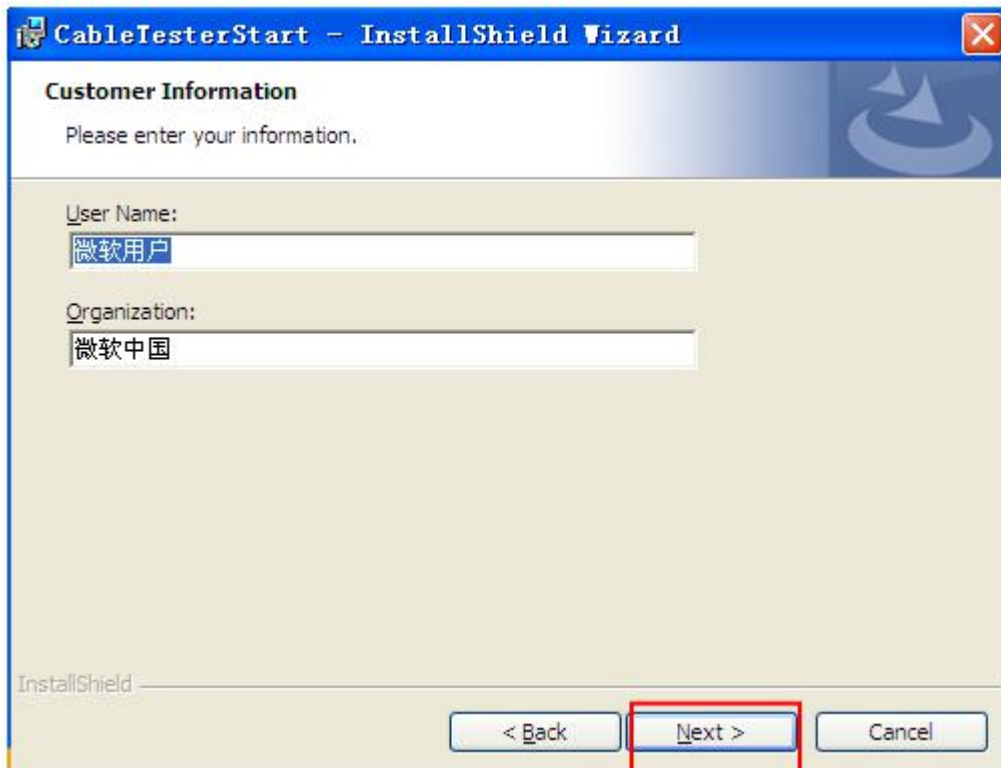 CableTesterStart - InstallShield Wizard
Customer Information
Please enter your information.
User Name:
微软用户
Organization:
微软中国
InstallShield
< Back Next > Cancel